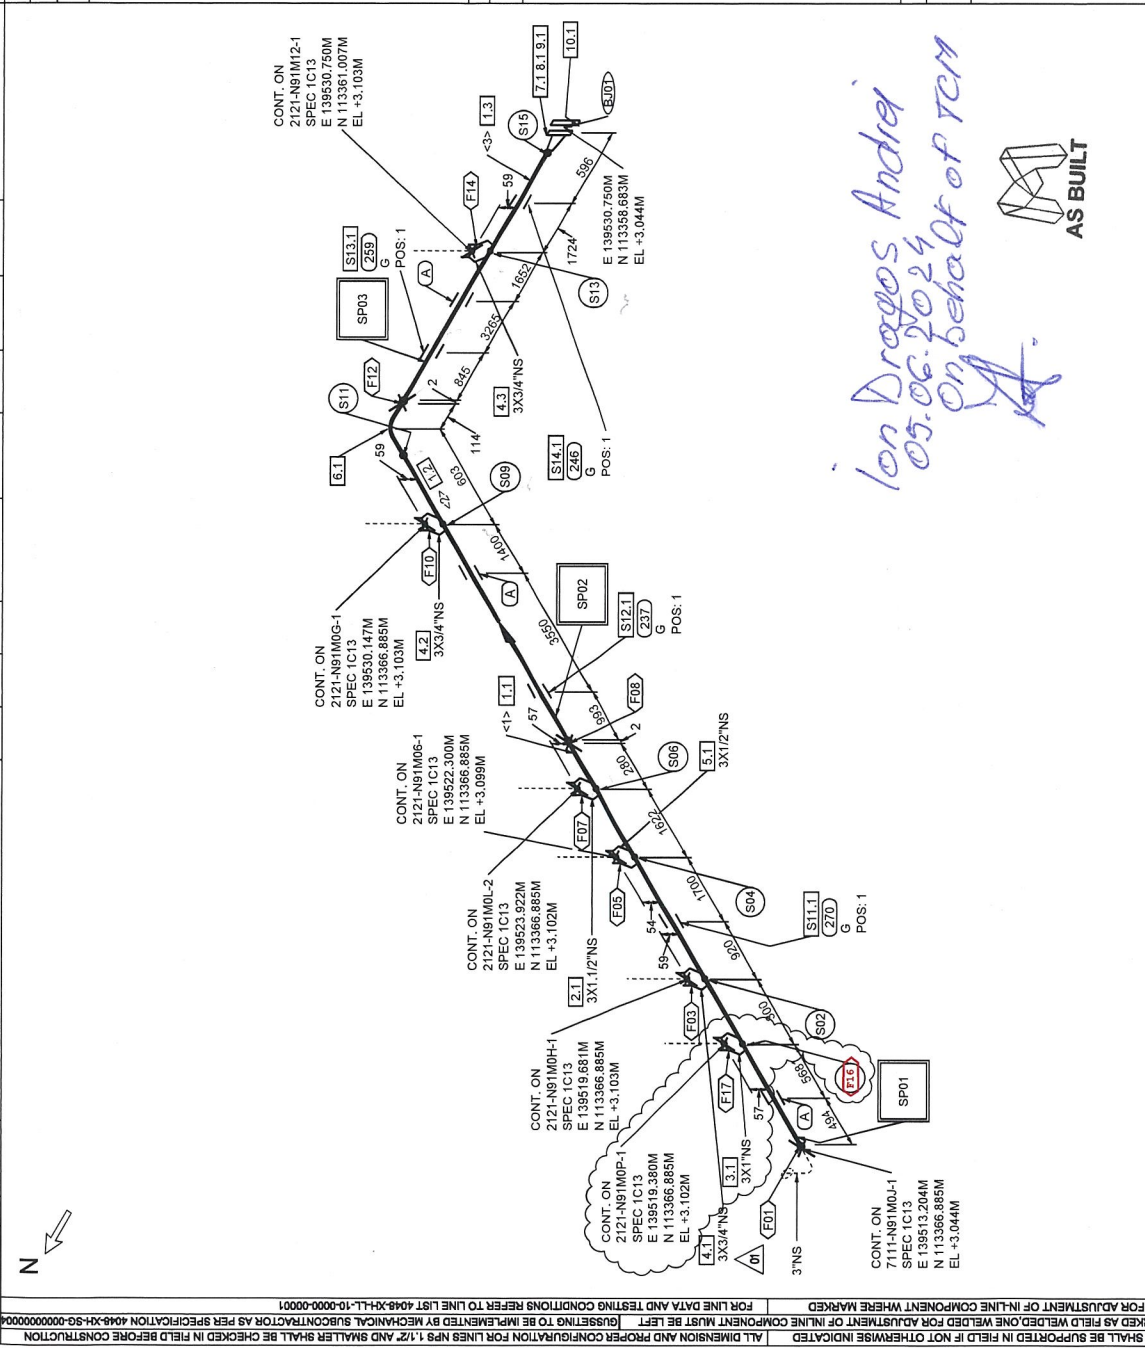 N
CONT. ON
2121-N91M12-1
SPEC 1C13
E 139530.750M
N 113361.007M
EL +3.103M
7.1 8.1 9.1
10.1
BJ01
<3> 1.3
S15
F14
59
596
E 139530.750M
N 113358.683M
EL +3.044M
1724
S13.1
259
G
POS: 1
A
SP03
1652
S13
3265
F12
2
845
S11
4.3
3X3/4"NS
114
6.1
59
S14.1
246
G
POS: 1
<2> 1.2
603
S09
F10
1400
CONT. ON
2121-N91M0G-1
SPEC 1C13
E 139530.147M
N 113366.885M
EL +3.103M
4.2
3X3/4"NS
A
SP02
3550
S12.1
237
G
POS: 1
<1> 1.1
57
F08
993
2
CONT. ON
2121-N91M06-1
SPEC 1C13
E 139522.300M
N 113366.885M
EL +3.099M
280
S06
5.1
3X1/2"NS
F07
1622
CONT. ON
2121-N91M0L-2
SPEC 1C13
E 139523.922M
N 113366.885M
EL +3.102M
2.1
3X1.1/2"NS
F05
1700
S04
54
59
S11.1
270
G
POS: 1
920
F03
CONT. ON
2121-N91M0H-1
SPEC 1C13
E 139519.681M
N 113366.885M
EL +3.103M
S02
F17
568
F16
57
A
494
SP01
CONT. ON
2121-N91M0P-1
SPEC 1C13
E 139519.380M
N 113366.885M
EL +3.102M
3.1
3X1"NS
4.1
3X3/4"NS
01
F01
3"NS
CONT. ON
7111-N91M0J-1
SPEC 1C13
E 139513.204M
N 113366.885M
EL +3.044M
Ion Dragos Andrei
05.06.2024
on behalf of TCM
AS BUILT
SHALL BE SUPPORTED IN FIELD IF NOT OTHERWISE INDICATED
ALL DIMENSION AND PROPER CONFIGURATION FOR LINES NPS 1.1/2" AND SMALLER SHALL BE CHECKED IN FIELD BEFORE CONSTRUCTION
AS FIELD WELDED,ONE WELDED FOR ADJUSTMENT OF INLINE COMPONENT MUST BE LEFT
GUSSETING TO BE IMPLEMENTED BY MECHANICAL SUBCONTRACTOR AS PER SPECIFICATION
FOR ADJUSTMENT OF IN-LINE COMPONENT WHERE MARKED
FOR LINE DATA AND TESTING CONDITIONS REFER TO LINE LIST 4048-XH-LL-10-0000-00001